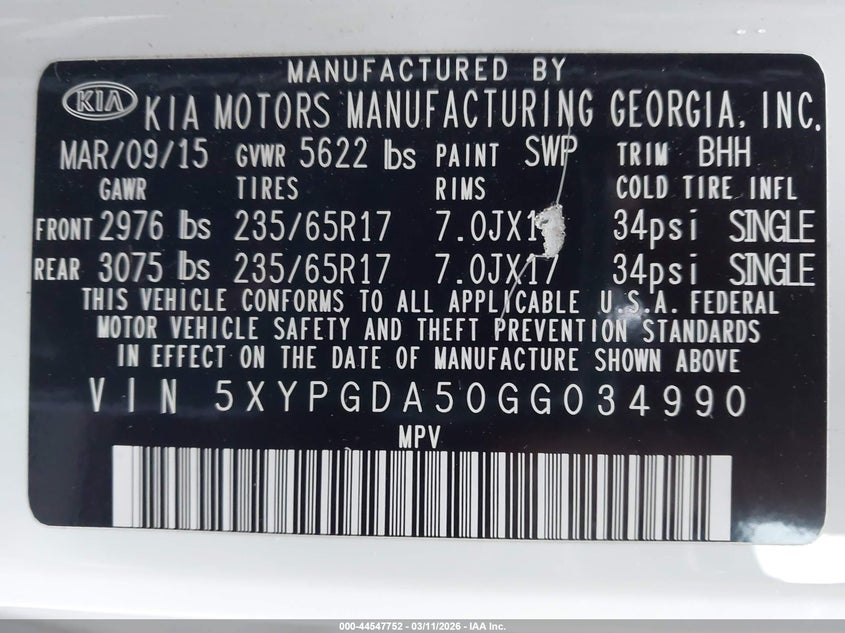 MANUFACTURED BY
KIA KIA MOTORS MANUFACTURING GEORGIA, INC.
MAR/09/15 GVWR 5622 lbs PAINT SWP TRIM BHH
GAWR TIRES RIMS COLD TIRE INFL
FRONT 2976 lbs 235/65R17 7.0JX1 34psi SINGLE
REAR 3075 lbs 235/65R17 7.0JX17 34psi SINGLE
THIS VEHICLE CONFORMS TO ALL APPLICABLE U.S.A. FEDERAL
MOTOR VEHICLE SAFETY AND THEFT PREVENTION STANDARDS
IN EFFECT ON THE DATE OF MANUFACTURE SHOWN ABOVE
VIN 5XYPGDA50GG034990
MPV
000-44547752 - 03/11/2026 - IAA Inc.